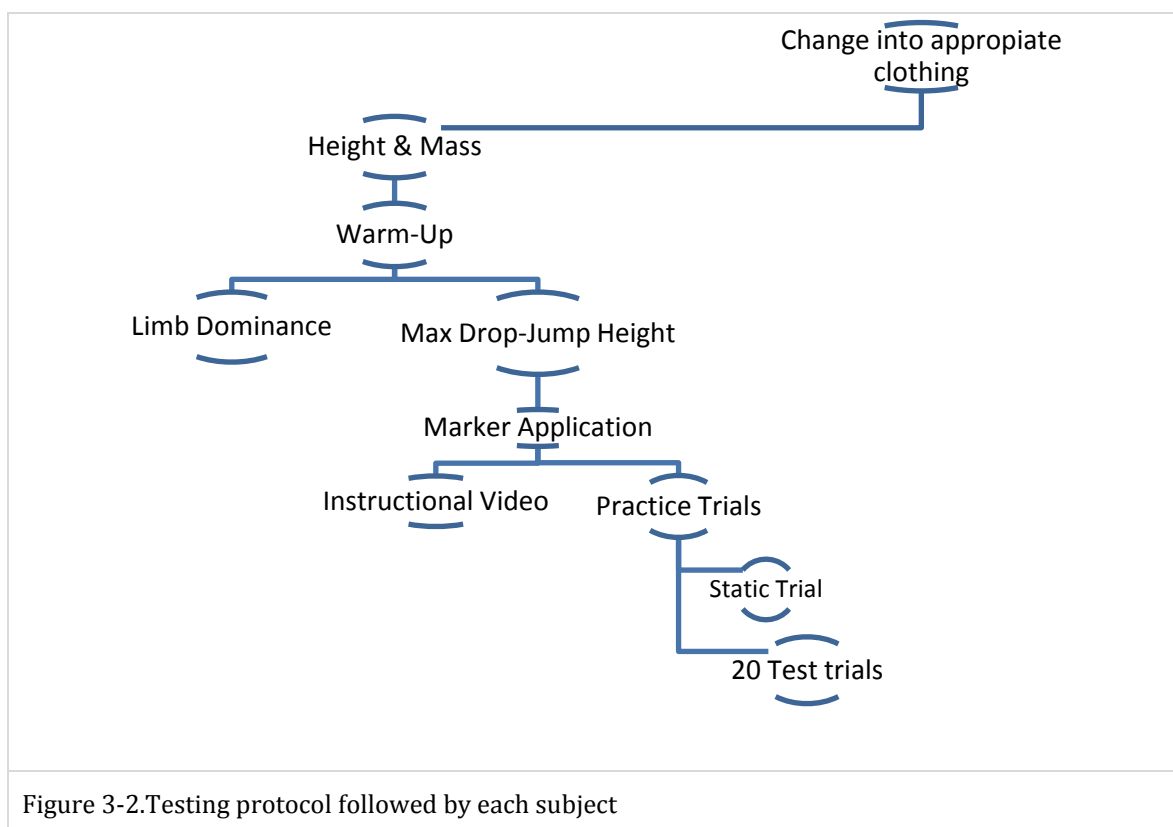 Change into appropiate
clothing
Height & Mass
Warm-Up
Limb Dominance
Max Drop-Jump Height
Marker Application
Instructional Video
Practice Trials
Static Trial
20 Test trials
Figure 3-2.Testing protocol followed by each subject